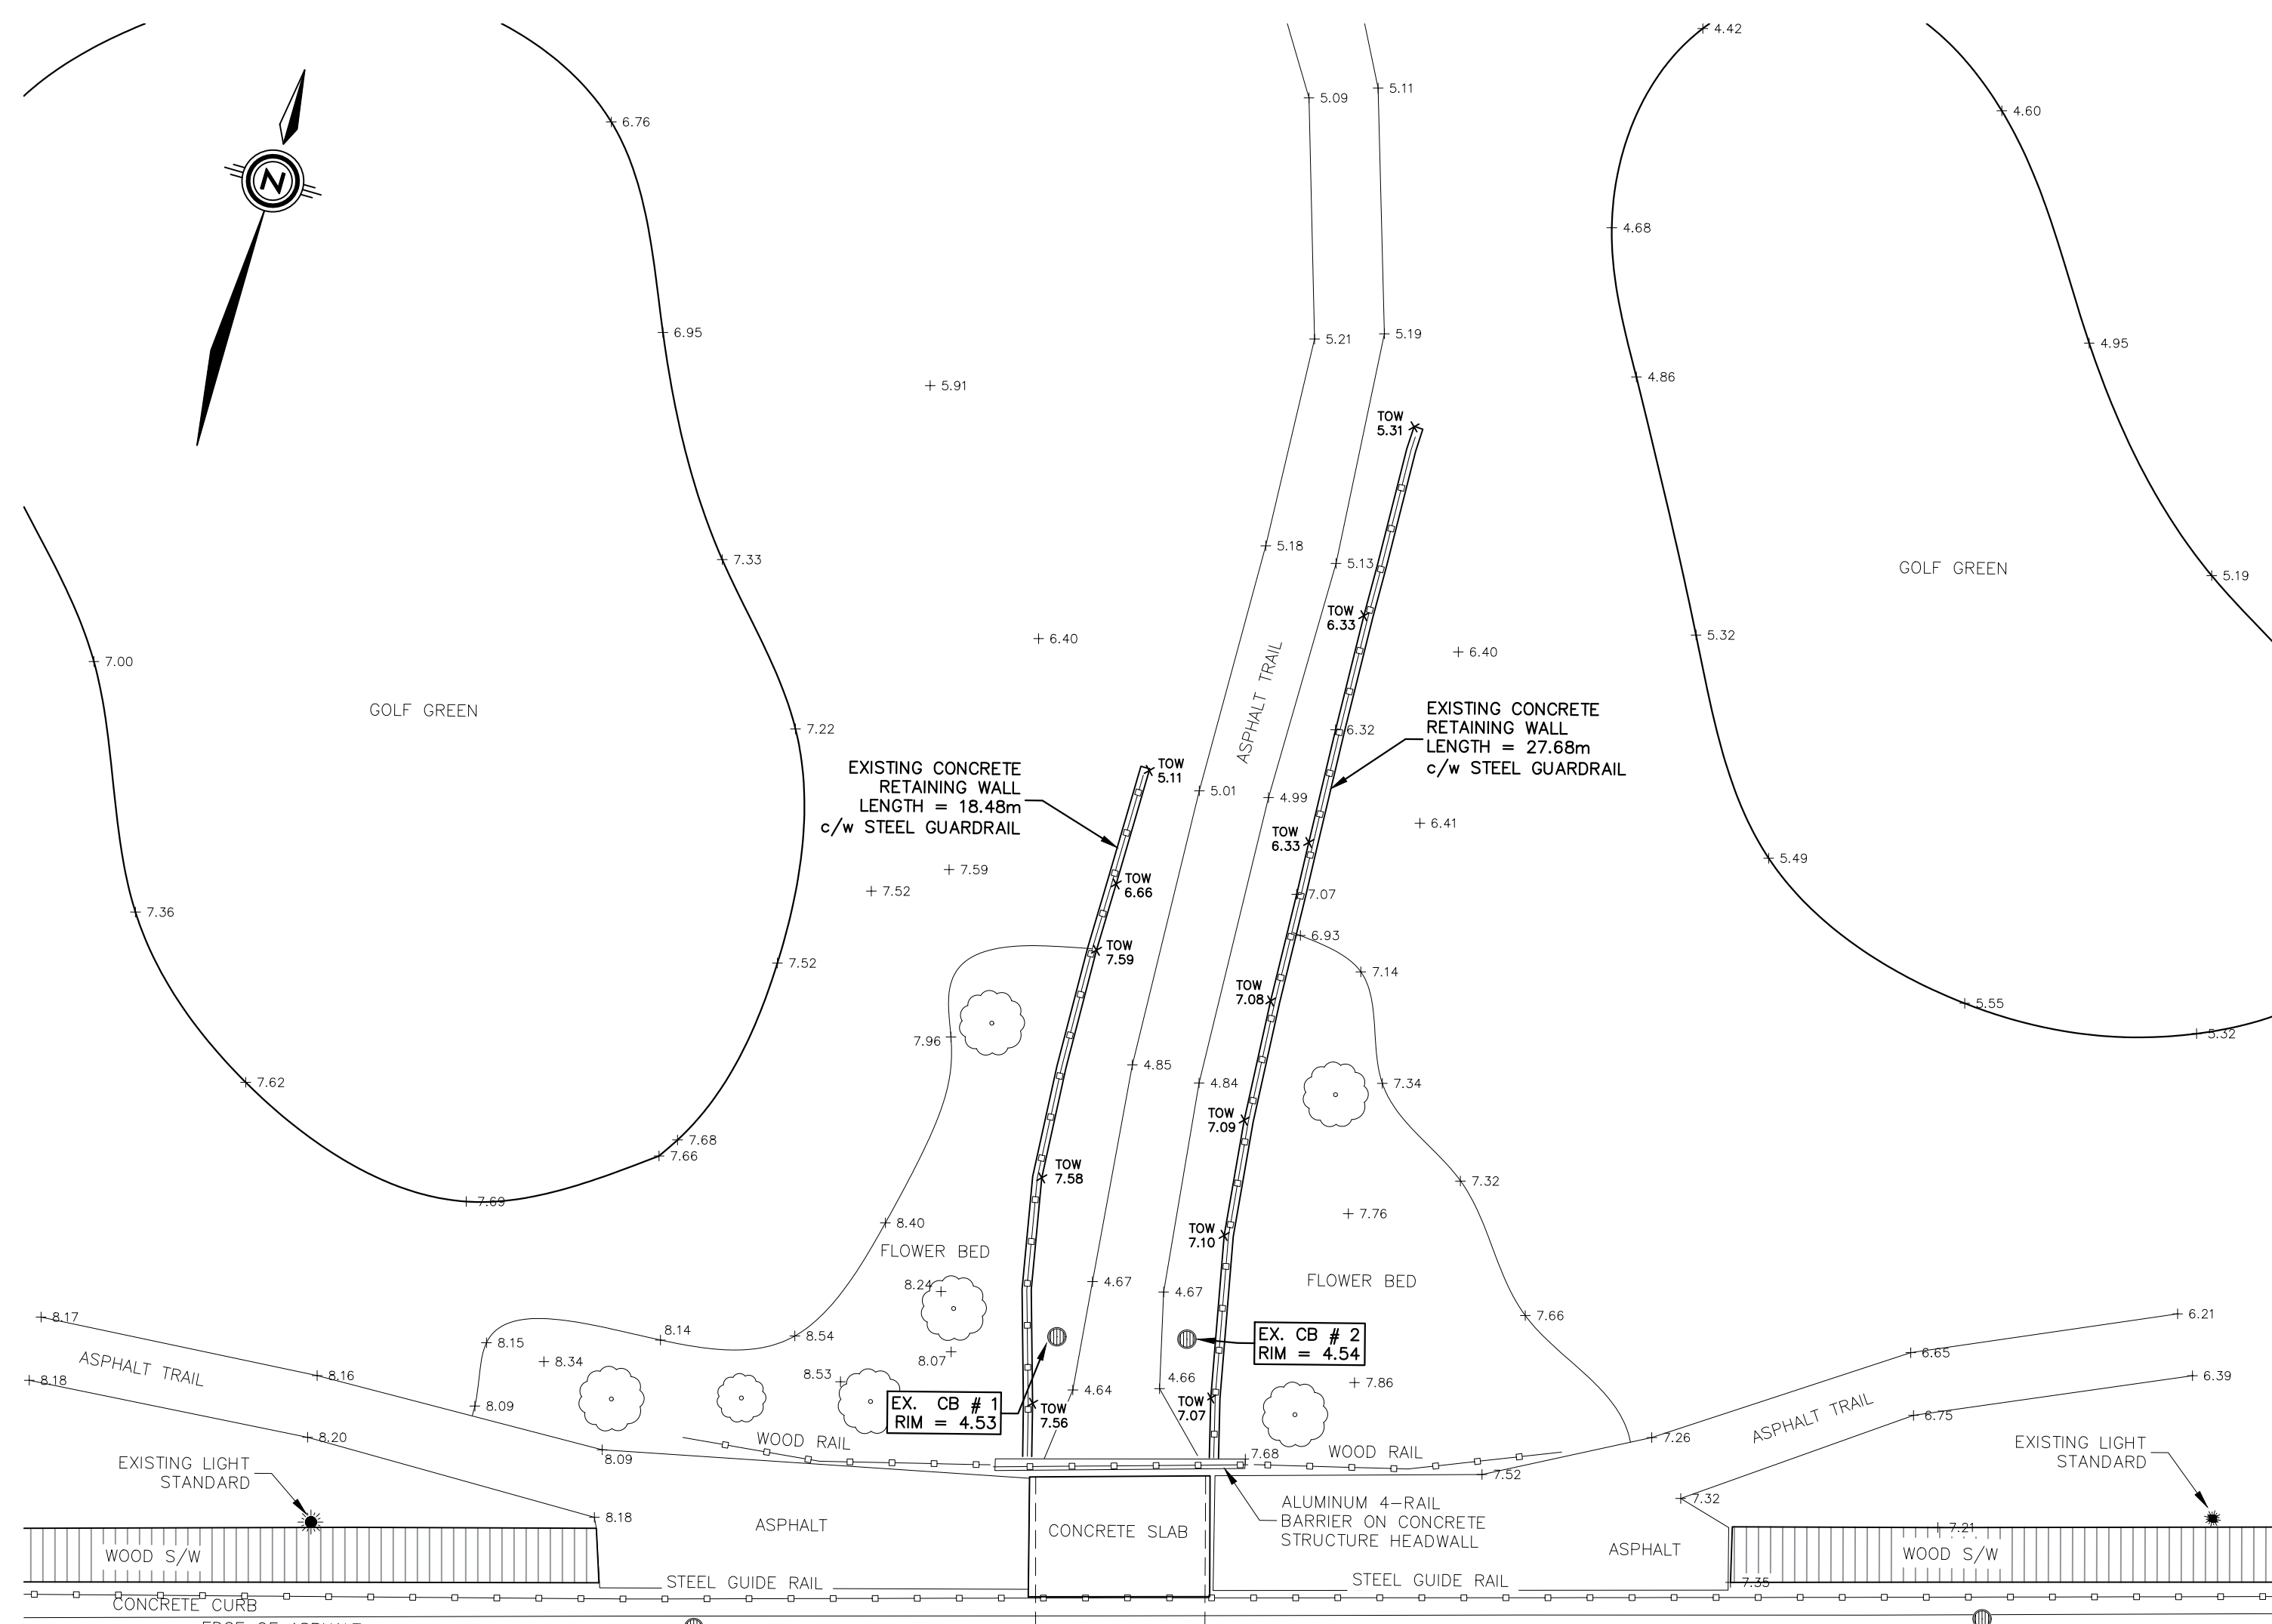 4.42
5.11
5.09
4.60
6.76
N
4.68
6.95
5.21
5.19
4.95
4.86
5.91
TOW
5.31
5.18
5.13
GOLF GREEN
5.19
7.33
TOW
6.33
5.32
6.40
6.40
7.00
ASPHALT TRAIL
GOLF GREEN
7.22
6.32
EXISTING CONCRETE
RETAINING WALL
LENGTH = 27.68m
c/w STEEL GUARDRAIL
EXISTING CONCRETE
RETAINING WALL
LENGTH = 18.48m
c/w STEEL GUARDRAIL
TOW
5.11
5.01
4.99
6.41
TOW
6.33
5.49
7.59
7.52
TOW
6.66
7.07
7.36
6.93
TOW
7.59
7.52
7.14
TOW
7.08
5.55
5.32
7.96
4.85
4.84
7.34
7.62
TOW
7.09
7.68
7.66
TOW
7.58
7.32
7.69
7.76
8.40
TOW
7.10
FLOWER BED
FLOWER BED
8.24
4.67
4.67
8.17
7.66
6.21
8.15
8.14
8.54
EX. CB # 2
RIM = 4.54
6.65
ASPHALT TRAIL
8.34
8.07
8.16
8.53
7.86
6.39
8.18
4.64
4.66
EX. CB # 1
RIM = 4.53
TOW
7.56
TOW
7.07
8.09
6.75
ASPHALT TRAIL
8.20
WOOD RAIL
WOOD RAIL
7.26
8.09
7.68
7.52
EXISTING LIGHT
STANDARD
EXISTING LIGHT
STANDARD
7.32
ALUMINUM 4-RAIL
BARRIER ON CONCRETE
STRUCTURE HEADWALL
8.18
ASPHALT
CONCRETE SLAB
7.21
WOOD S/W
ASPHALT
WOOD S/W
STEEL GUIDE RAIL
STEEL GUIDE RAIL
7.35
CONCRETE CURB
EDGE OF ASPHALT